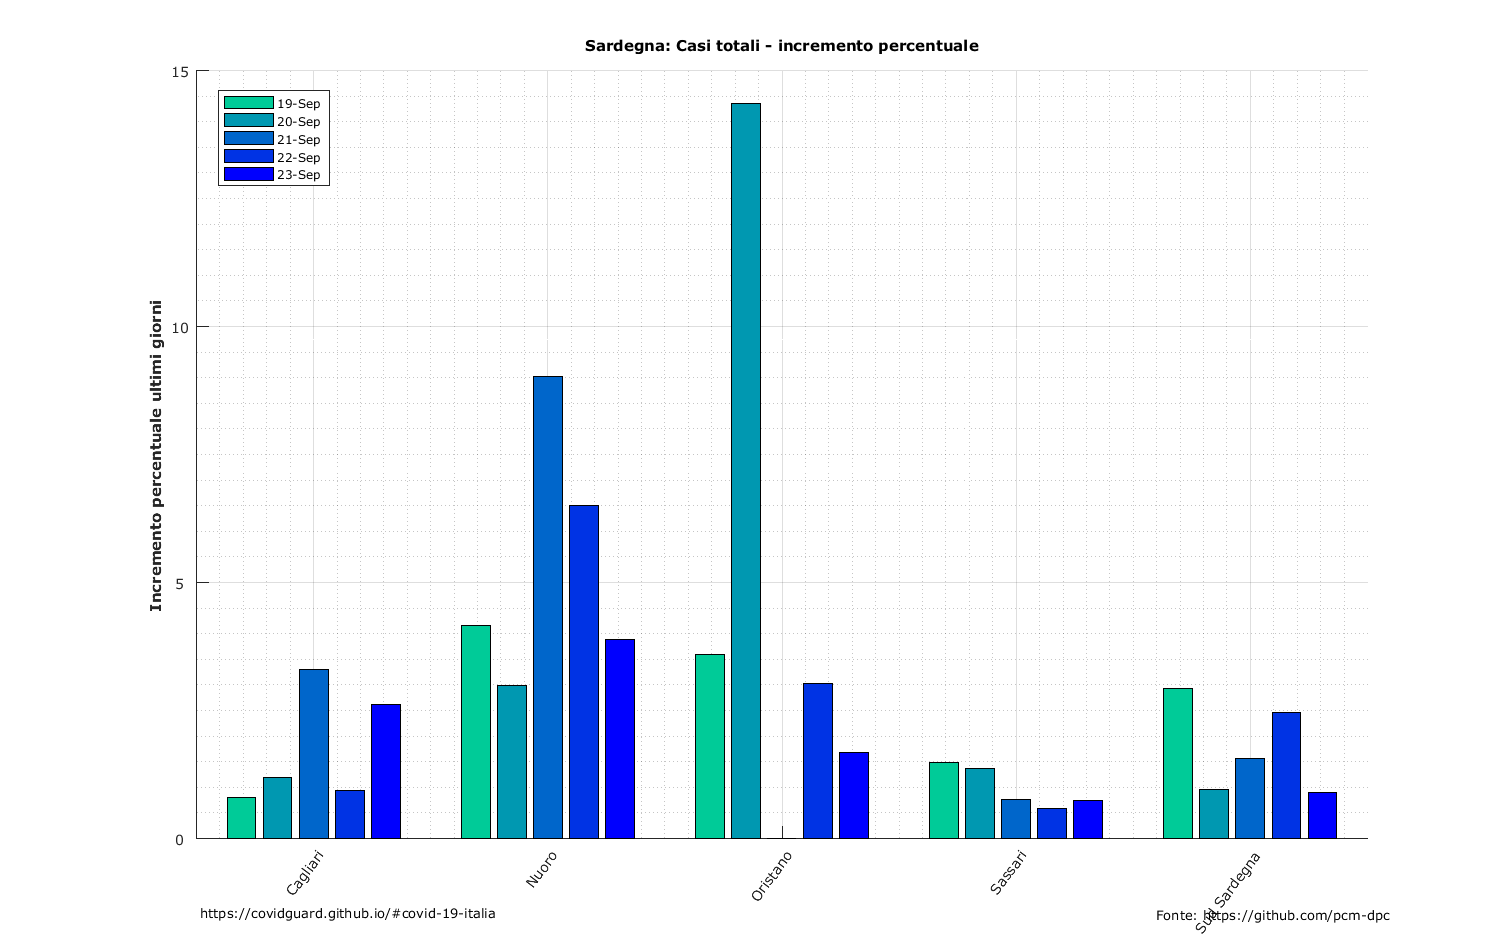 Sardegna: Casi totali - incremento percentuale
15
10
5
0
Incremento percentuale ultimi giorni
19-Sep
20-Sep
21-Sep
22-Sep
23-Sep
Cagliari
Nuoro
Oristano
Sassari
Sud Sardegna
https://covidguard.github.io/#covid-19-italia
Fonte: https://github.com/pcm-dpc